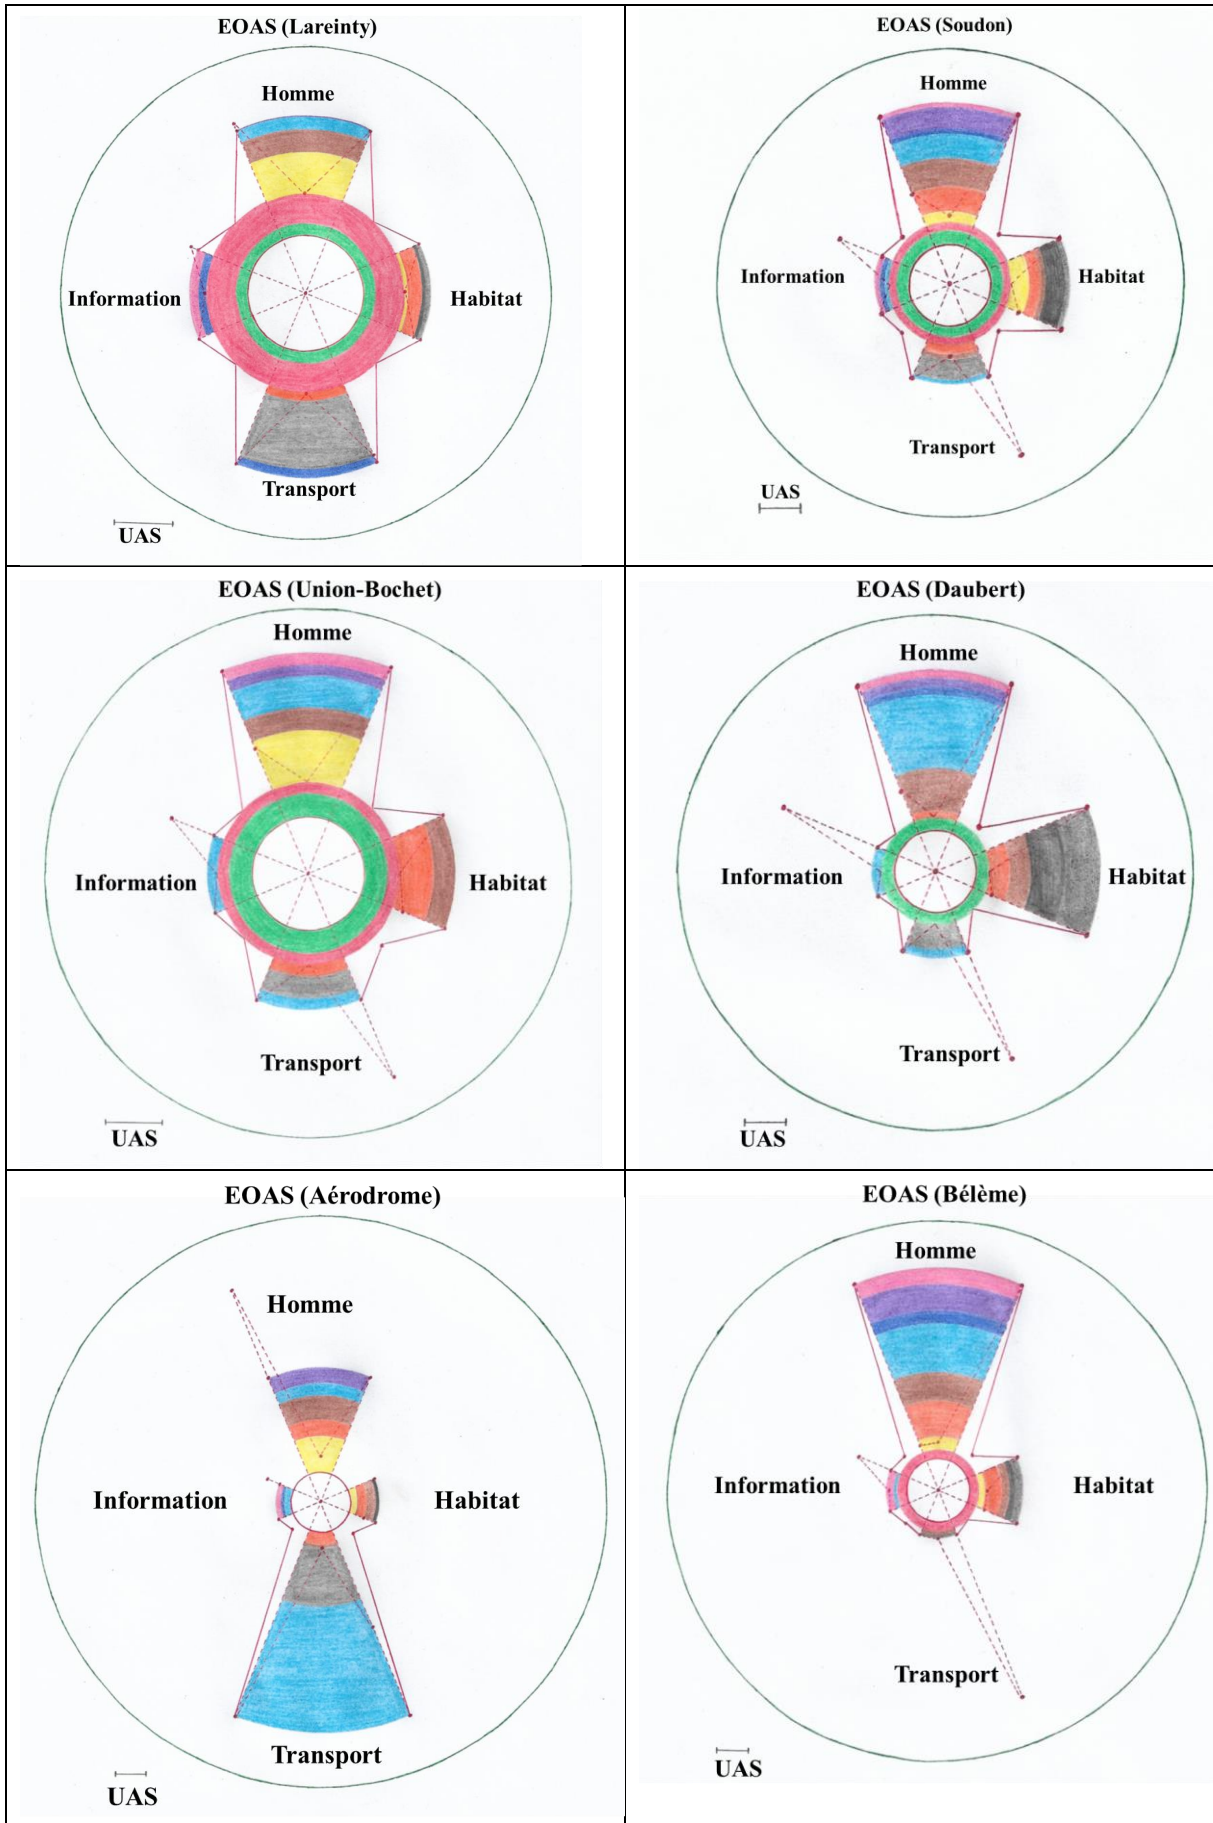 EOAS (Lareinty)
Homme
Information
Habitat
Transport
UAS
EOAS (Soudon)
Homme
Information
Habitat
Transport
UAS
EOAS (Union-Bochet)
Homme
Information
Habitat
Transport
UAS
EOAS (Daubert)
Homme
Information
Habitat
Transport
UAS
EOAS (Aérodrome)
Homme
Information
Habitat
Transport
UAS
EOAS (Bélème)
Homme
Information
Habitat
Transport
UAS